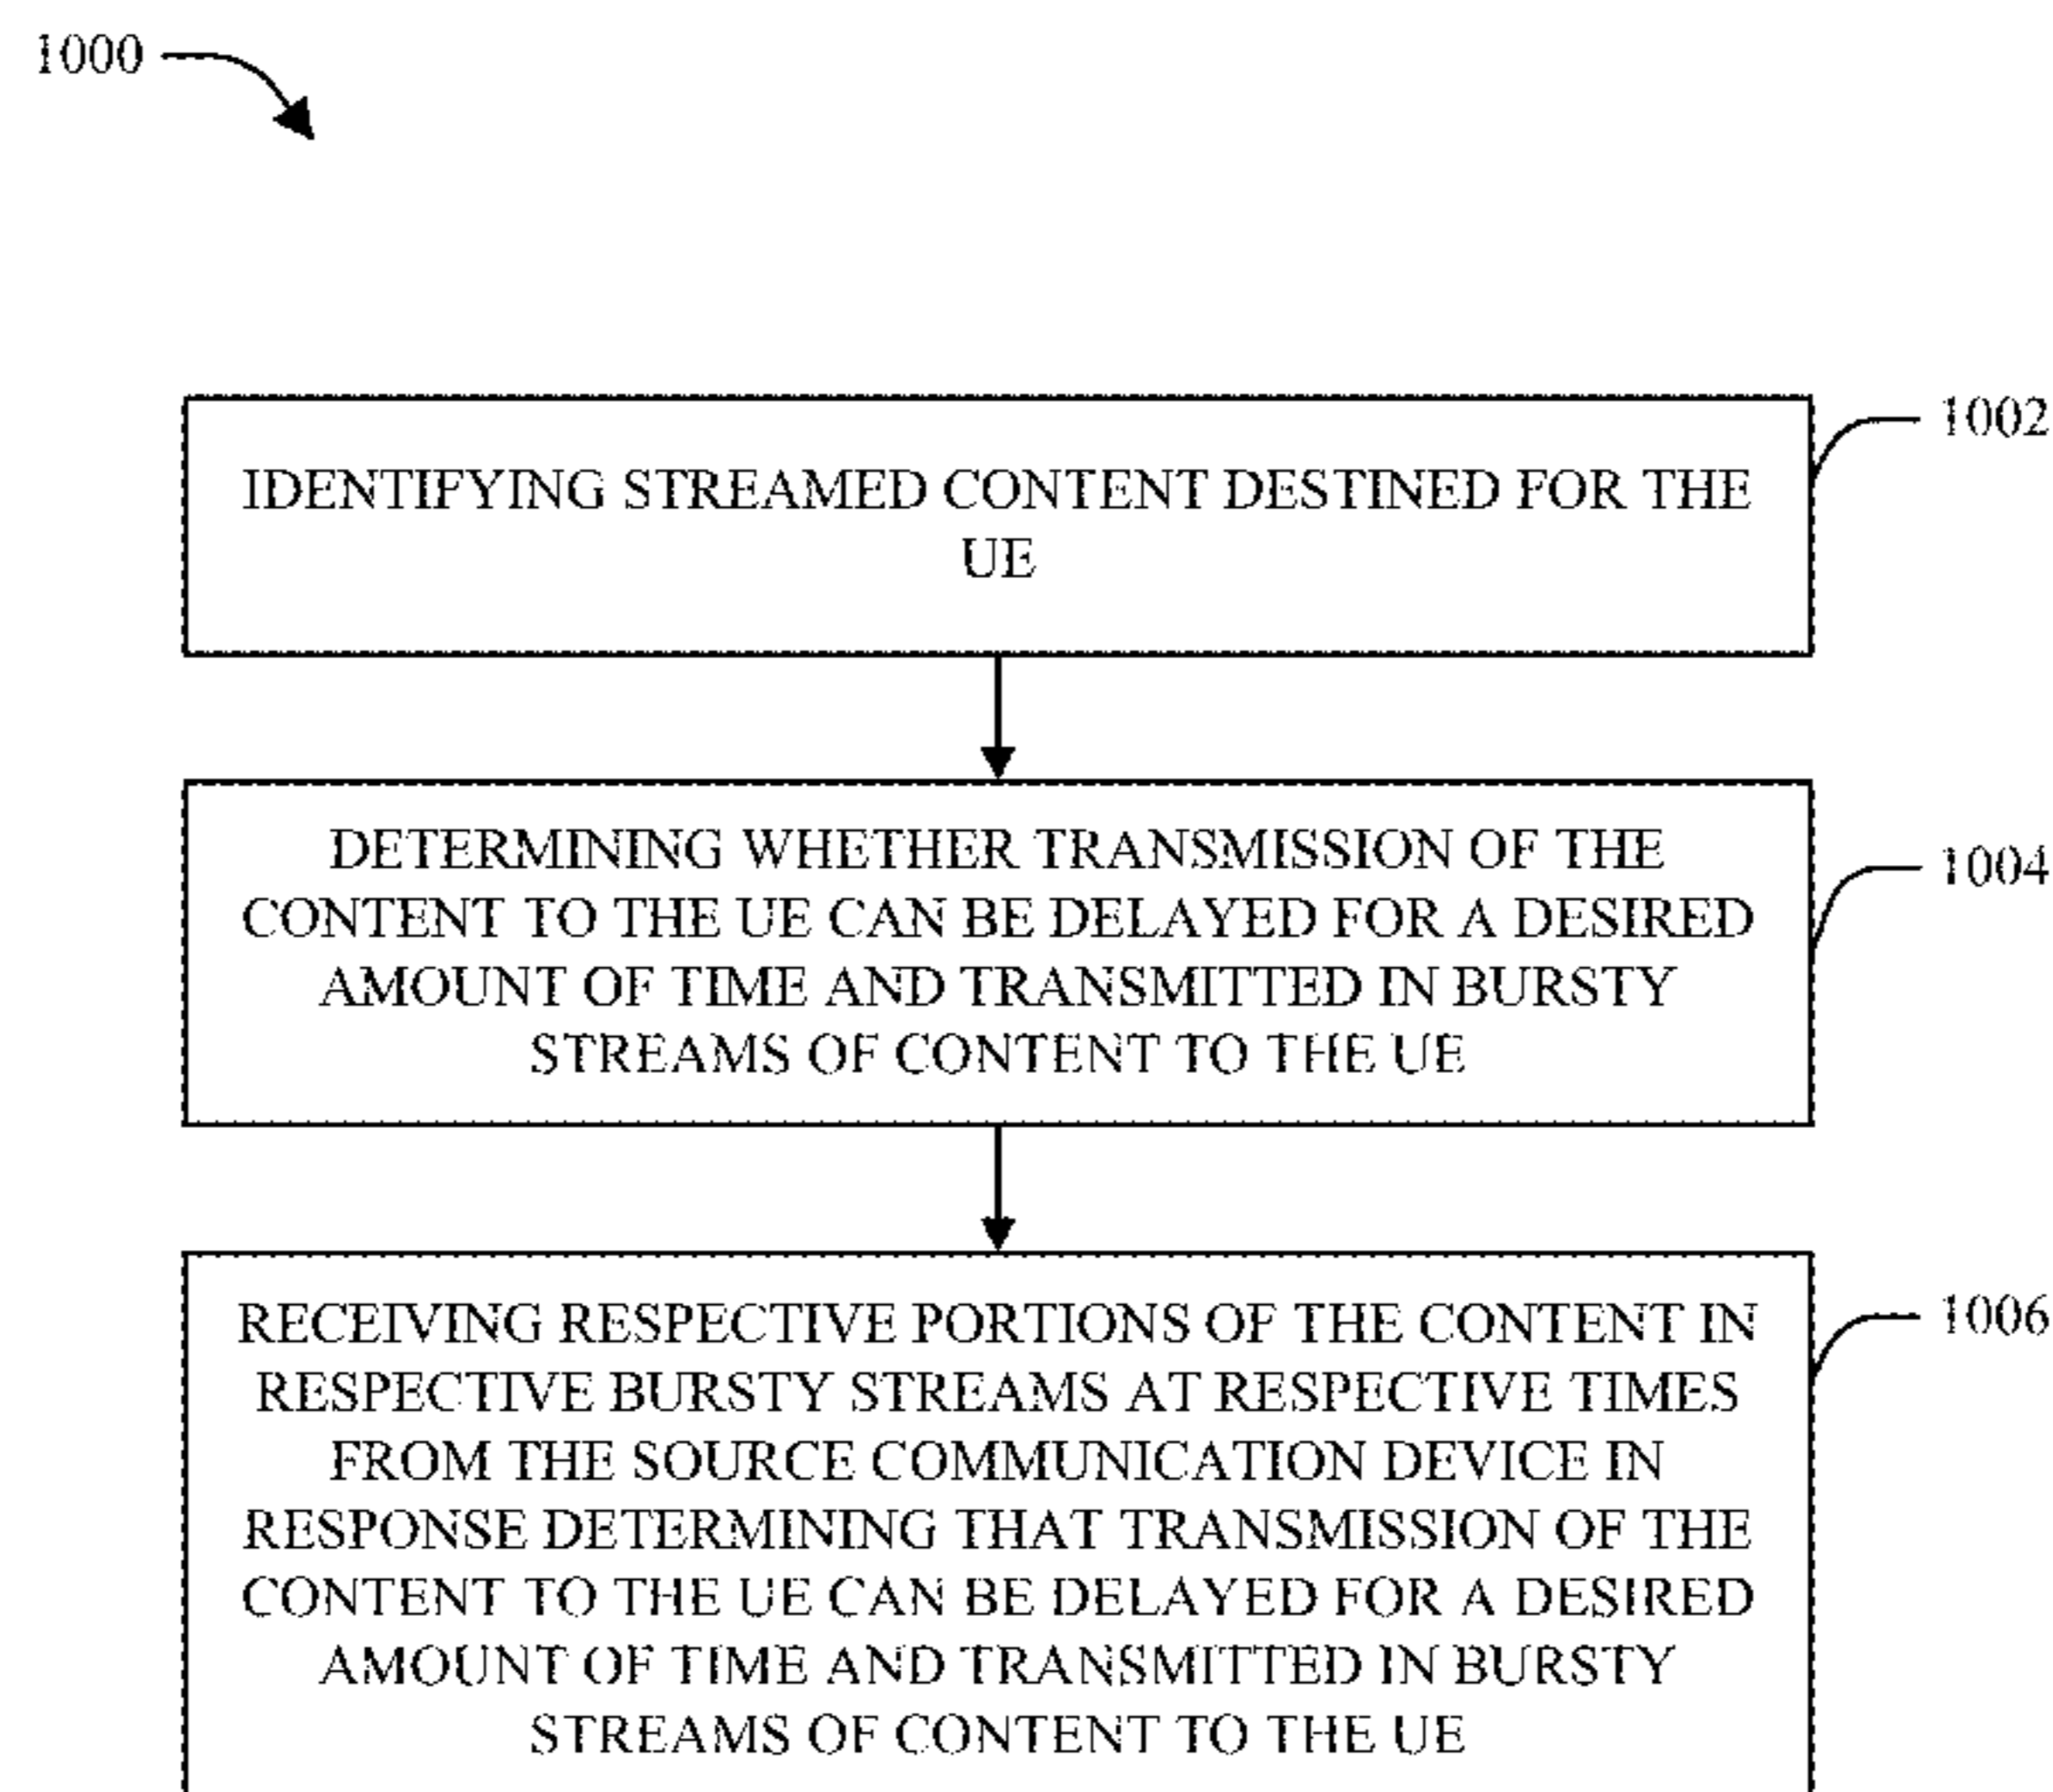 1000
1002
IDENTIFYING STREAMED CONTENT DESTINED FOR THE
UE
1004
DETERMINING WHETHER TRANSMISSION OF THE
CONTENT TO THE UE CAN BE DELAYED FOR A DESIRED
AMOUNT OF TIME AND TRANSMITTED IN BURSTY
STREAMS OF CONTENT TO THE UE
1006
RECEIVING RESPECTIVE PORTIONS OF THE CONTENT IN
RESPECTIVE BURSTY STREAMS AT RESPECTIVE TIMES
FROM THE SOURCE COMMUNICATION DEVICE IN
RESPONSE DETERMINING THAT TRANSMISSION OF THE
CONTENT TO THE UE CAN BE DELAYED FOR A DESIRED
AMOUNT OF TIME AND TRANSMITTED IN BURSTY
STREAMS OF CONTENT TO THE UE